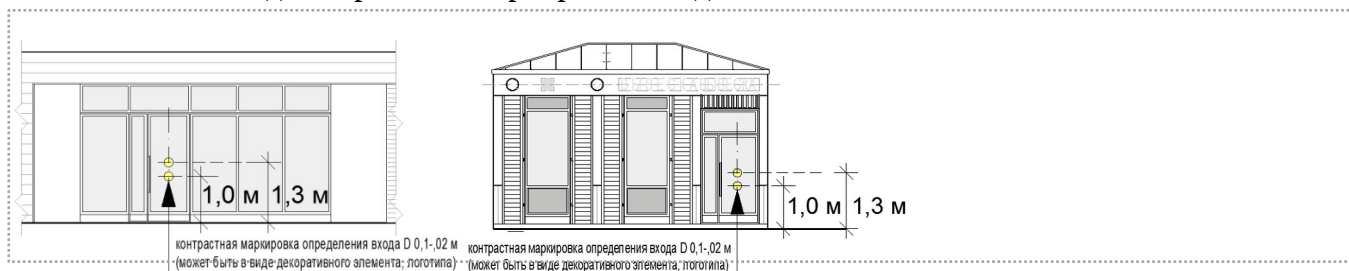 1,0 м 1,3 м
контрастная маркировка определения входа D 0,1-,02 м
(может быть в виде декоративного элемента, логотипа)
1,0 м 1,3 м
контрастная маркировка определения входа D 0,1-,02 м
(может быть в виде декоративного элемента, логотипа)